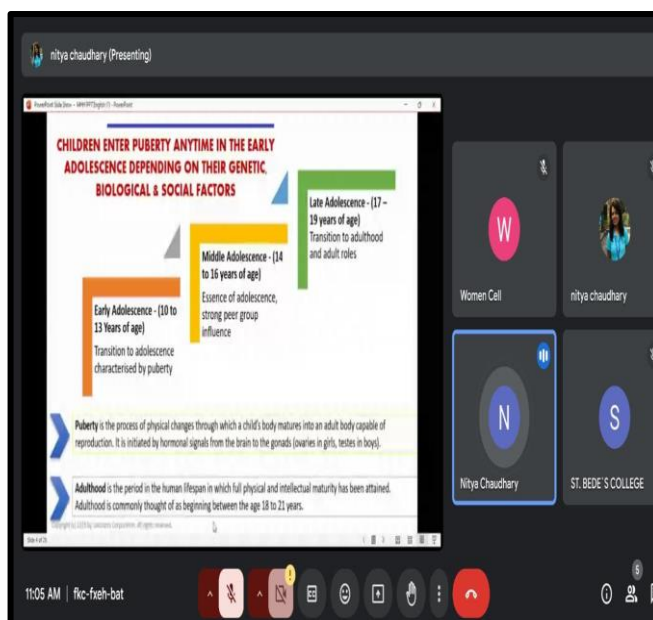 nitya chaudhary (Presenting)
PowerPoint Slide Show -
- PowerPoint
CHILDREN ENTER PUBERTY ANYTIME IN THE EARLY
ADOLESCENCE DEPENDING ON THEIR GENETIC,
BIOLOGICAL & SOCIAL FACTORS
Late Adolescence - (17 –
19 years of age)
Transition to adulthood
and adult roles
Middle Adolescence - (14
to 16 years of age)
Essence of adolescence,
strong peer group
influence
Early Adolescence - (10 to
13 Years of age)
Transition to adolescence
characterised by puberty
Puberty is the process of physical changes through which a child's body matures into an adult body capable of
reproduction. It is initiated by hormonal signals from the brain to the gonads (ovaries in girls, testes in boys).
Adulthood is the period in the human lifespan in which full physical and intellectual maturity has been attained.
Adulthood is commonly thought of as beginning between the age 18 to 21 years.
All rights reserved.
W
Women Cell
nitya chaudhary
N
Nitya Chaudhary
S
ST. BEDE`S COLLEGE
11:05 AM | fkc-fxeh-bat
5